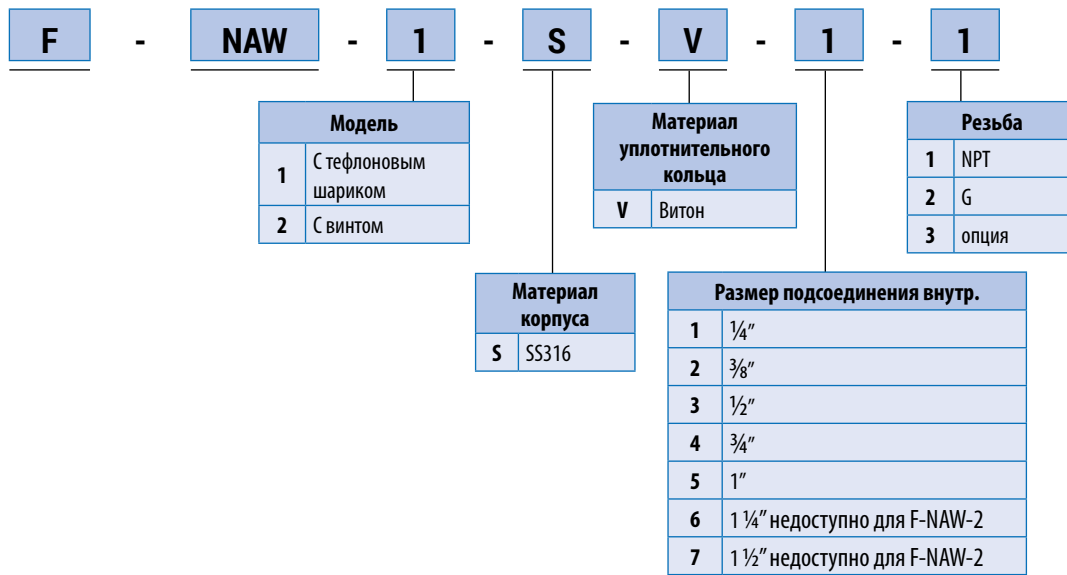 F - NAW - 1 - S - V - 1 - 1
Модель
1 С тефлоновым
шариком
2 С винтом
Материал
уплотнительного
кольца
V Витон
Резьба
1 NPT
2 G
3 опция
Материал
корпуса
S SS316
Размер подсоединения внутр.
1 ¼”
2 ⅜”
3 ½”
4 ¾”
5 1”
6 1 ¼” недоступно для F-NAW-2
7 1 ½” недоступно для F-NAW-2